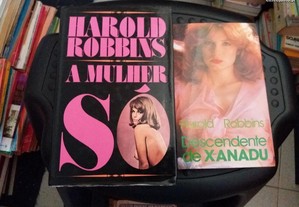 HAROLD
ROBBINS
A MULHER
SÓ
Harold Robbins
Descendente
de XANADU